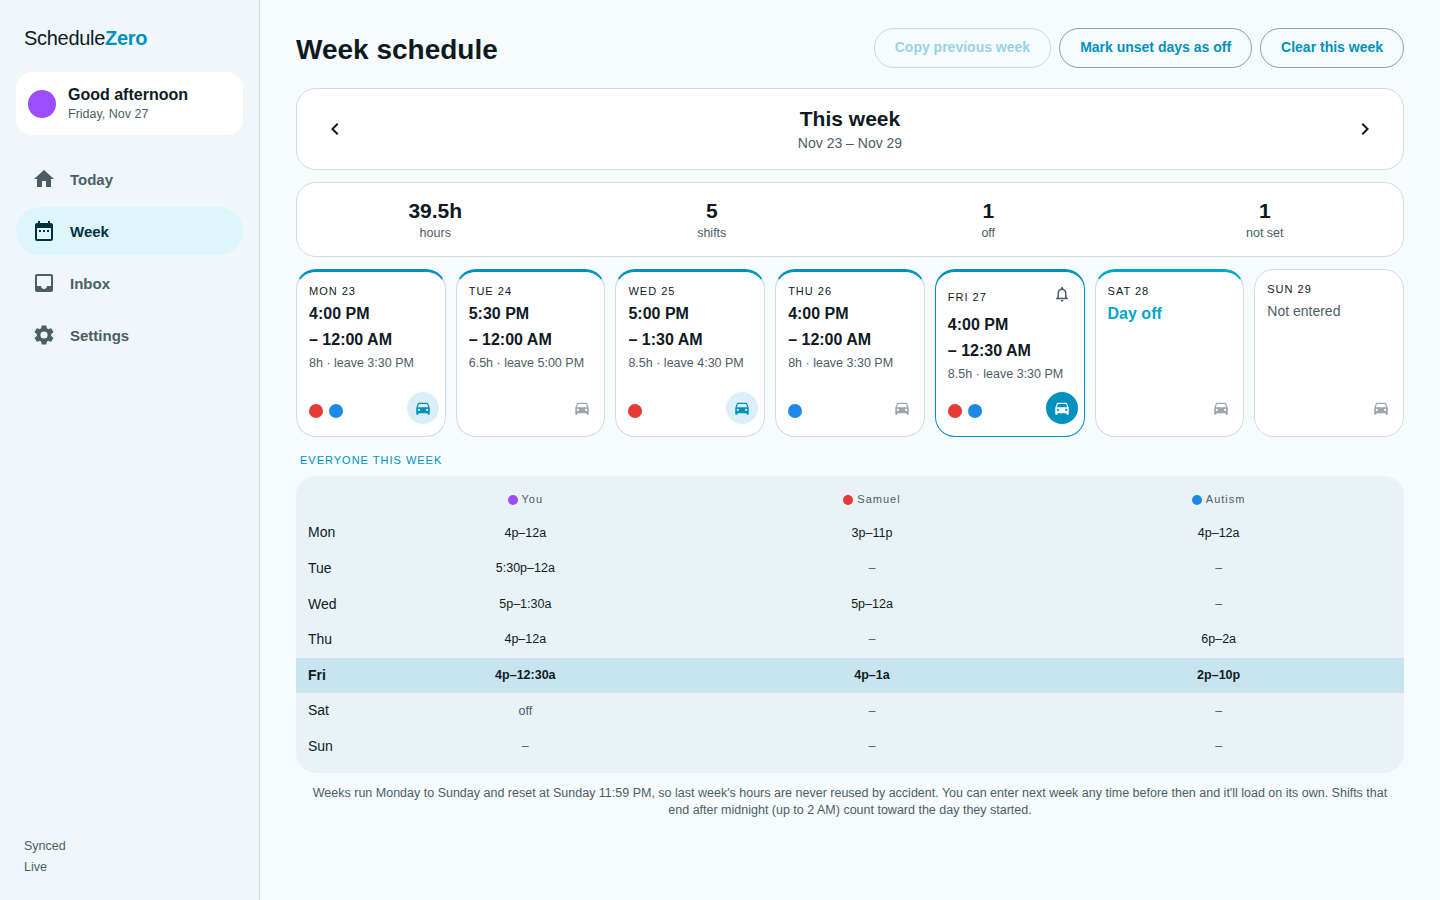 ScheduleZero
Good afternoon
Friday, Nov 27
Today
Week
Inbox
Settings
Synced
Live
Week schedule
Copy previous week
Mark unset days as off
Clear this week
This week
Nov 23 – Nov 29
39.5h
hours
5
shifts
1
off
1
not set
MON 23
4:00 PM
– 12:00 AM
8h · leave 3:30 PM
TUE 24
5:30 PM
– 12:00 AM
6.5h · leave 5:00 PM
WED 25
5:00 PM
– 1:30 AM
8.5h · leave 4:30 PM
THU 26
4:00 PM
– 12:00 AM
8h · leave 3:30 PM
FRI 27
4:00 PM
– 12:30 AM
8.5h · leave 3:30 PM
SAT 28
Day off
SUN 29
Not entered
EVERYONE THIS WEEK
You Samuel Autism
Mon 4p–12a 3p–11p 4p–12a
Tue 5:30p–12a – –
Wed 5p–1:30a 5p–12a –
Thu 4p–12a – 6p–2a
Fri 4p–12:30a 4p–1a 2p–10p
Sat off – –
Sun – – –
Weeks run Monday to Sunday and reset at Sunday 11:59 PM, so last week's hours are never reused by accident. You can enter next week any time before then and it'll load on its own. Shifts that
end after midnight (up to 2 AM) count toward the day they started.